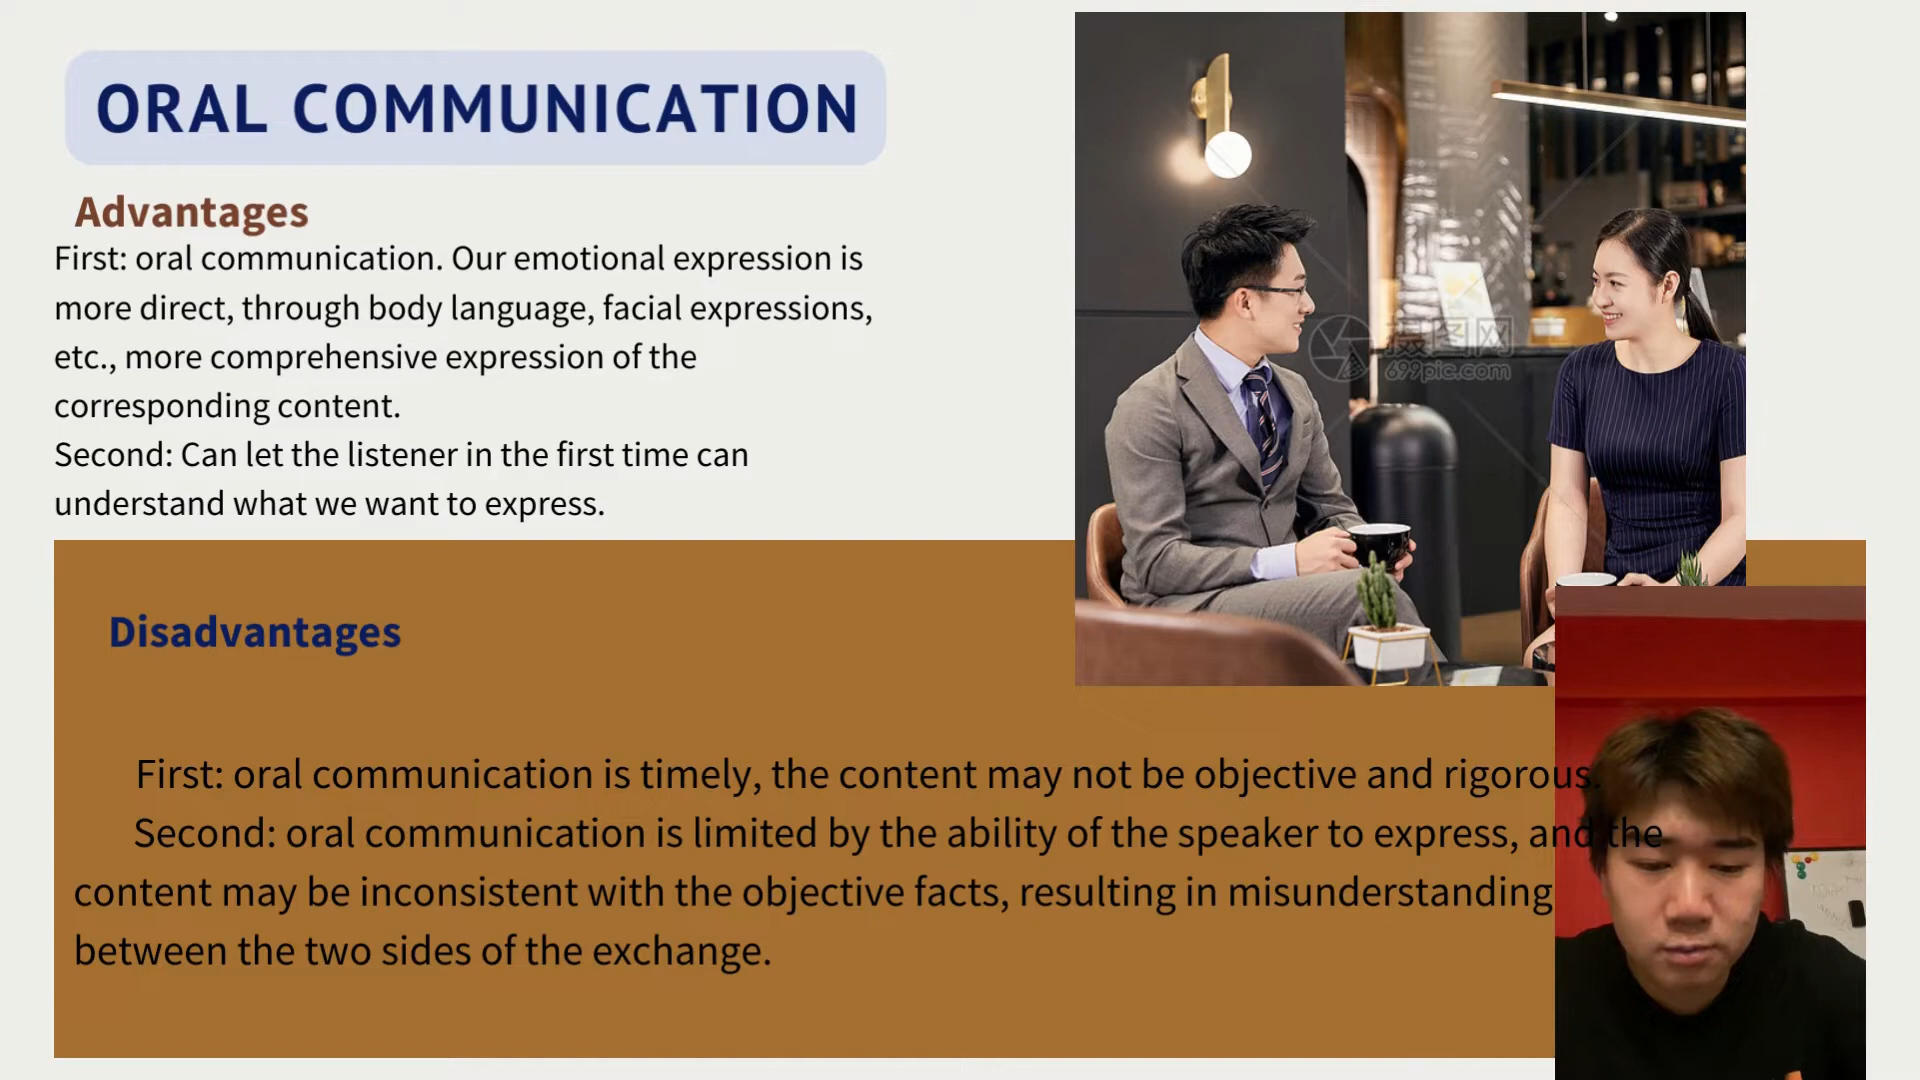 ORAL COMMUNICATION
Advantages
First: oral communication. Our emotional expression is
more direct, through body language, facial expressions,
etc., more comprehensive expression of the
corresponding content.
Second: Can let the listener in the first time can
understand what we want to express.
摄图网
699pic.com
Disadvantages
First: oral communication is timely, the content may not be objective and rigorous.
Second: oral communication is limited by the ability of the speaker to express, and the
content may be inconsistent with the objective facts, resulting in misunderstanding
between the two sides of the exchange.